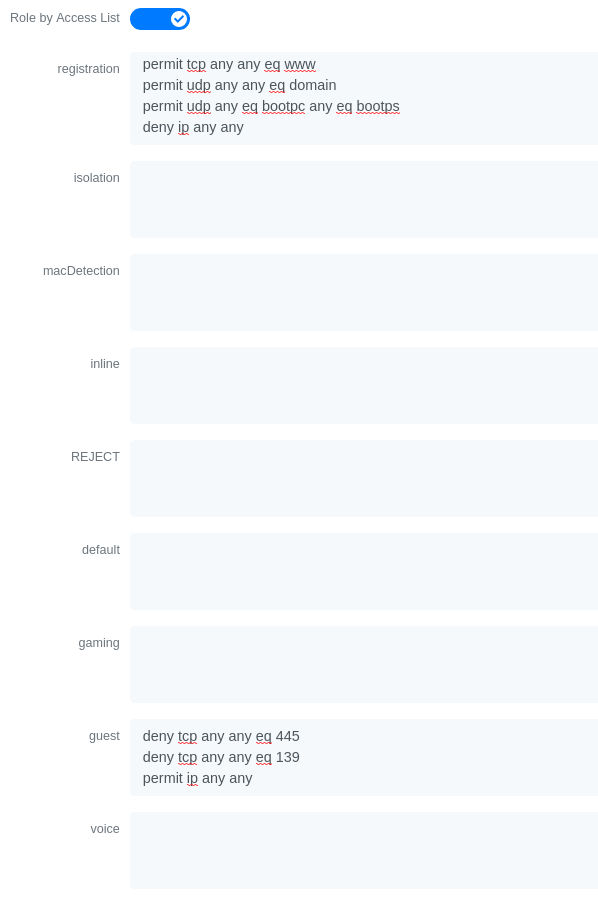 Role by Access List
registration
permit tcp any any eq www
permit udp any any eq domain
permit udp any eq bootpc any eq bootps
deny ip any any
isolation
macDetection
inline
REJECT
default
gaming
guest
deny tcp any any eq 445
deny tcp any any eq 139
permit ip any any
voice